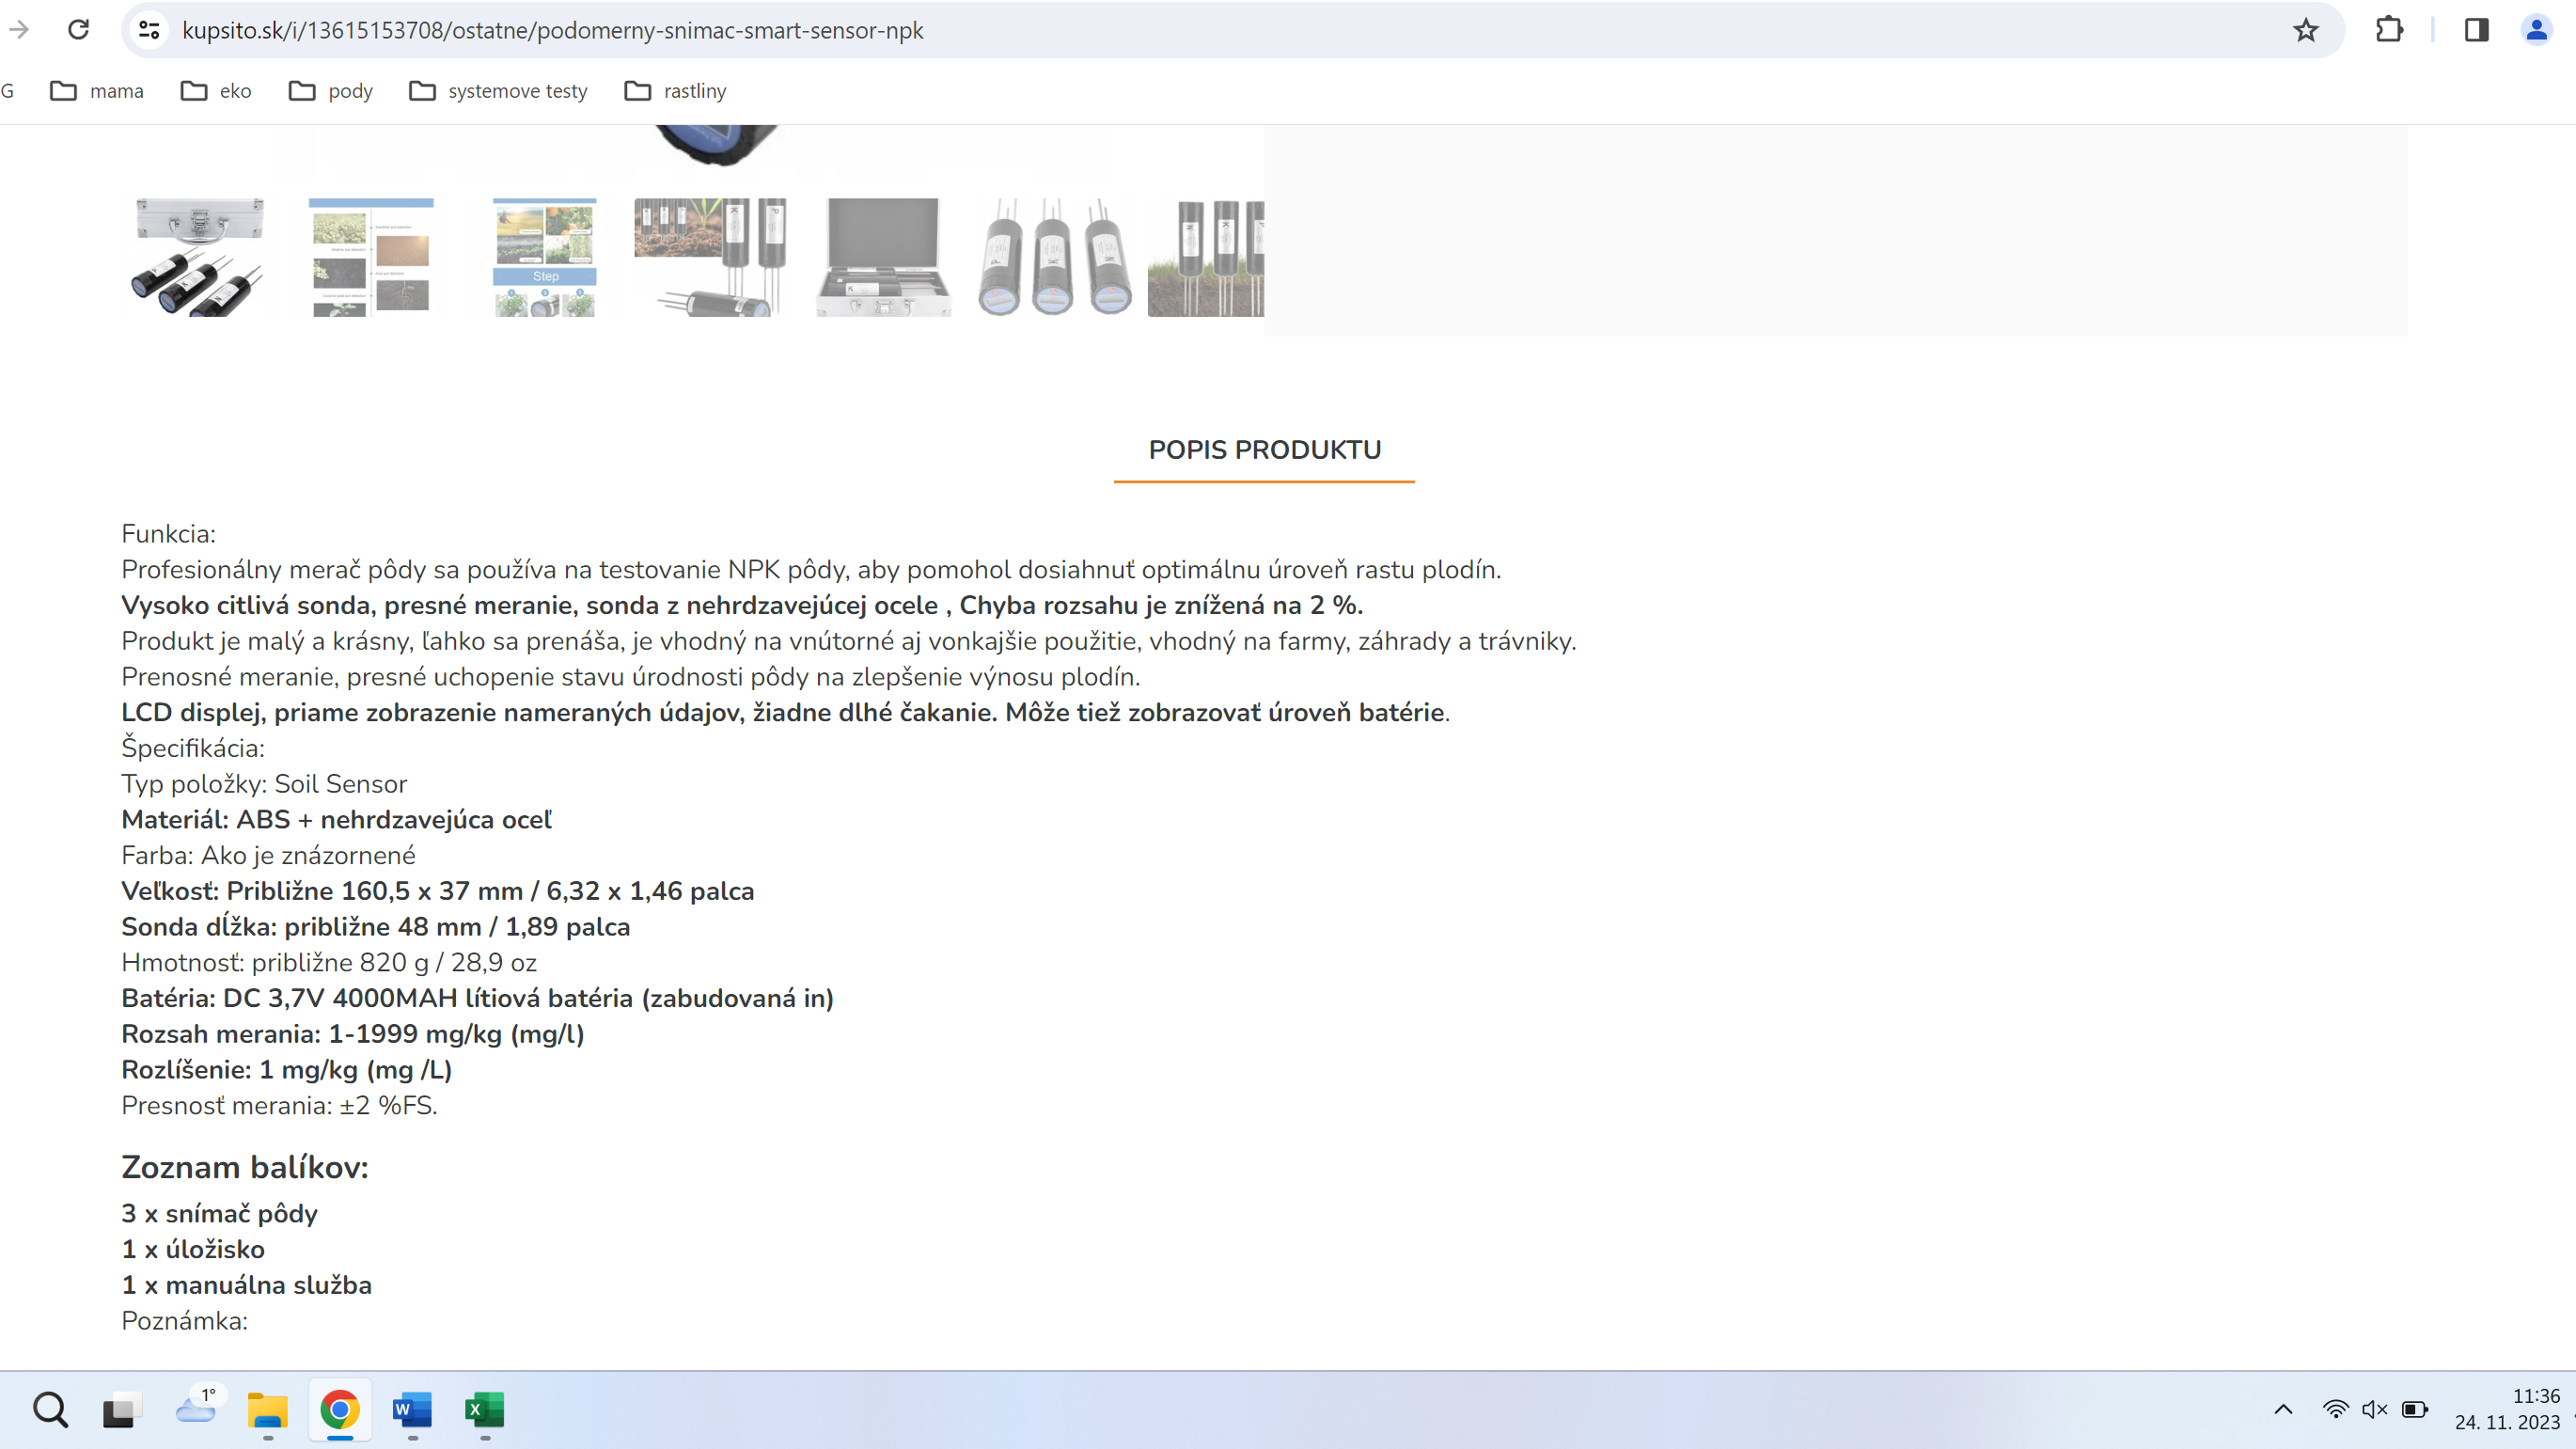 kupsito.sk/i/13615153708/ostatne/podomerny-snimac-smart-sensor-npk
G mama eko pody systemove testy rastliny
Step
POPIS PRODUKTU
Funkcia:
Profesionálny merač pôdy sa používa na testovanie NPK pôdy, aby pomohol dosiahnuť optimálnu úroveň rastu plodín.
Vysoko citlivá sonda, presné meranie, sonda z nehrdzavejúcej ocele , Chyba rozsahu je znížená na 2 %.
Produkt je malý a krásny, ľahko sa prenáša, je vhodný na vnútorné aj vonkajšie použitie, vhodný na farmy, záhrady a trávniky.
Prenosné meranie, presné uchopenie stavu úrodnosti pôdy na zlepšenie výnosu plodín.
LCD displej, priame zobrazenie nameraných údajov, žiadne dlhé čakanie. Môže tiež zobrazovať úroveň batérie.
Špecifikácia:
Typ položky: Soil Sensor
Materiál: ABS + nehrdzavejúca oceľ
Farba: Ako je znázornené
Veľkosť: Približne 160,5 x 37 mm / 6,32 x 1,46 palca
Sonda dĺžka: približne 48 mm / 1,89 palca
Hmotnosť: približne 820 g / 28,9 oz
Batéria: DC 3,7V 4000MAH lítiová batéria (zabudovaná in)
Rozsah merania: 1-1999 mg/kg (mg/l)
Rozlíšenie: 1 mg/kg (mg /L)
Presnosť merania: ±2 %FS.
Zoznam balíkov:
3 x snímač pôdy
1 x úložisko
1 x manuálna služba
Poznámka:
1°
11:36
24. 11. 2023